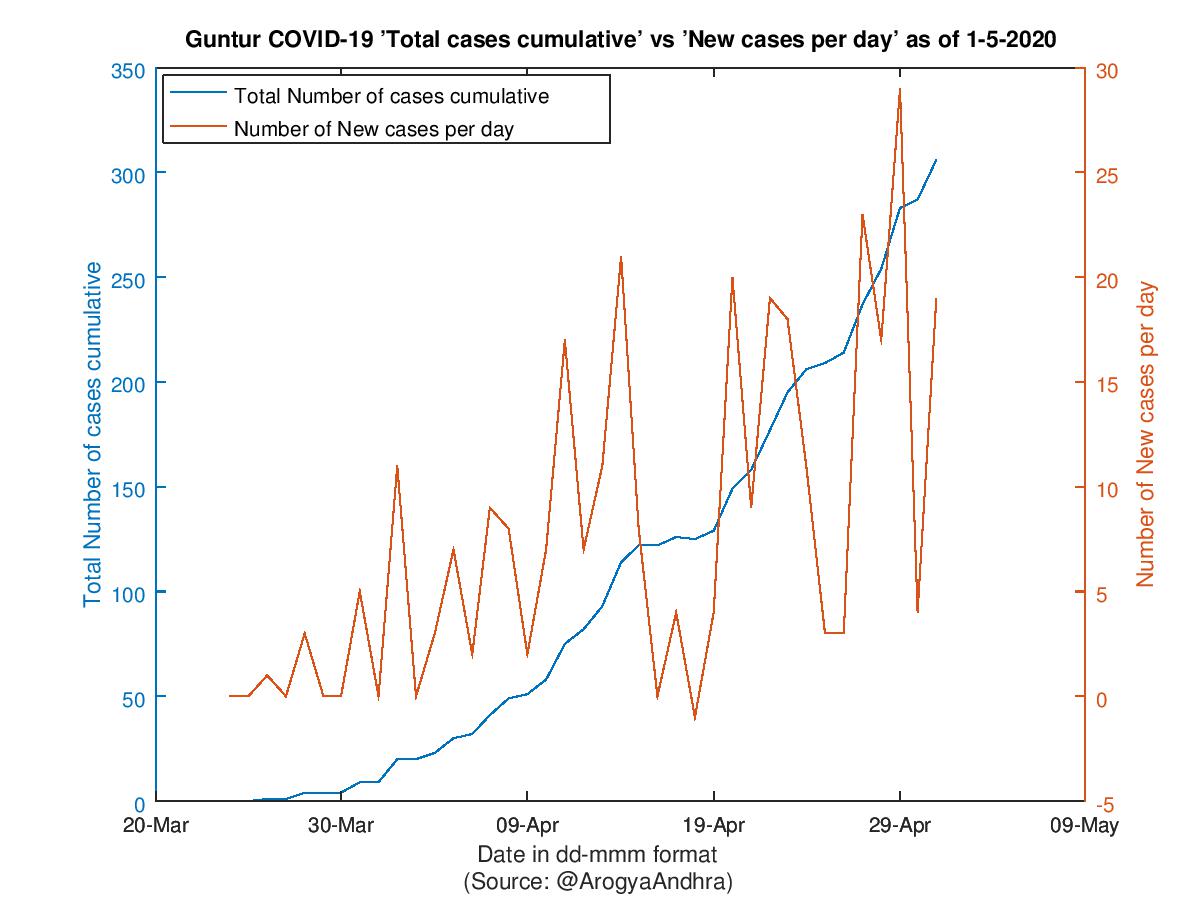 Guntur COVID-19 ’Total cases cumulative’ vs ’New cases per day’ as of 1-5-2020
Total Number of cases cumulative
Number of New cases per day
350
300
250
200
150
100
50
0
Total Number of cases cumulative
30
25
20
15
10
5
0
-5
Number of New cases per day
20-Mar 30-Mar 09-Apr 19-Apr 29-Apr 09-May
Date in dd-mmm format
(Source: @ArogyaAndhra)